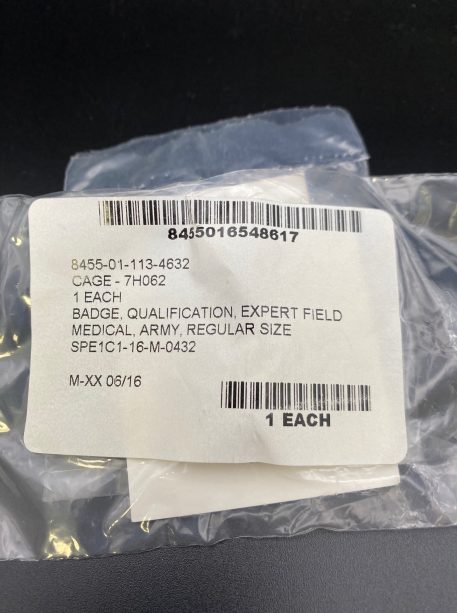 8455016548617
8455-01-113-4632
CAGE - 7H062
1 EACH
BADGE, QUALIFICATION, EXPERT FIELD
MEDICAL, ARMY, REGULAR SIZE
SPE1C1-16-M-0432
M-XX 06/16
1 EACH